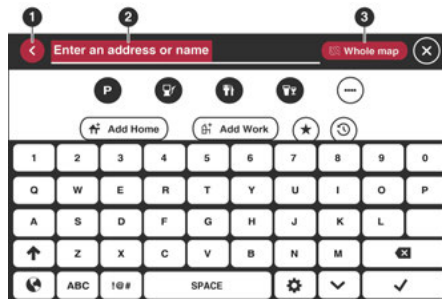 1 2 3
Enter an address or name Whole map
P
Add Home Add Work
1 2 3 4 5 6 7 8 9 0
Q W E R T Y U I O P
A S D F G H J K L
Z X C V B N M
ABC !@# SPACE